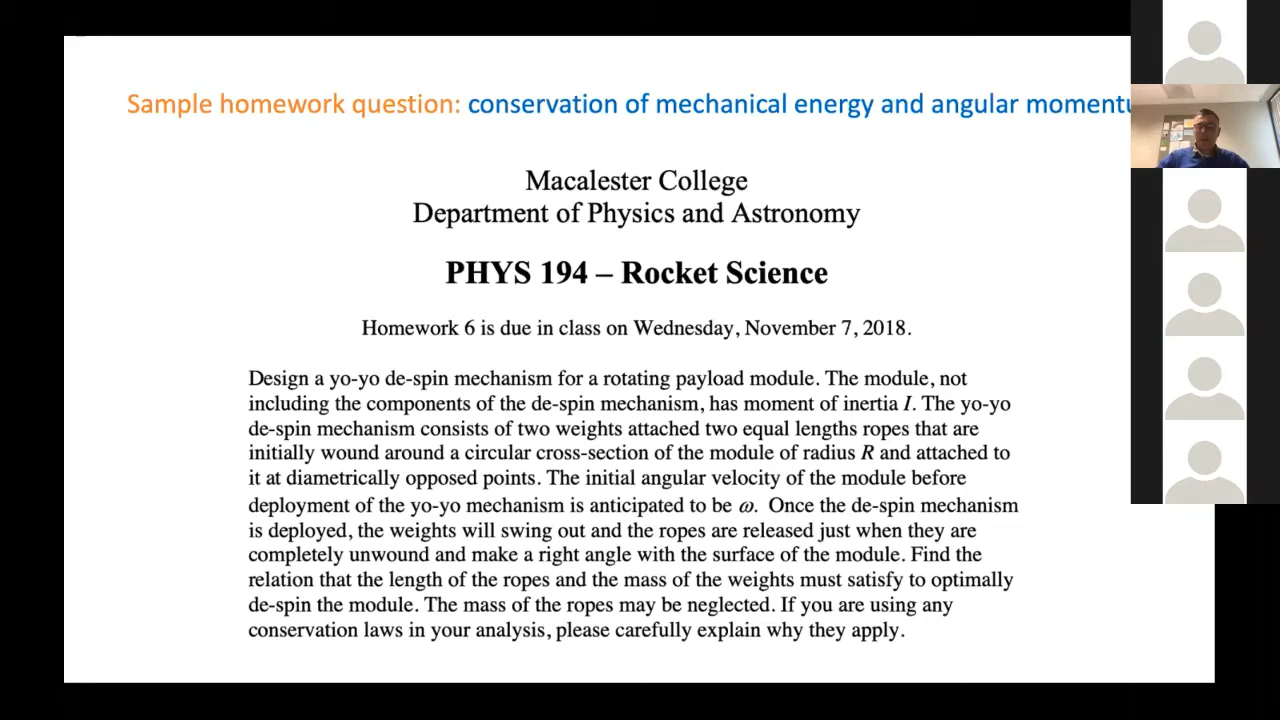 Sample homework question: conservation of mechanical energy and angular
Macalester College
Department of Physics and Astronomy
PHYS 194 – Rocket Science
Homework 6 is due in class on Wednesday, November 7, 2018.
Design a yo-yo de-spin mechanism for a rotating payload module. The module, not
including the components of the de-spin mechanism, has moment of inertia I. The yo-yo
de-spin mechanism consists of two weights attached two equal lengths ropes that are
initially wound around a circular cross-section of the module of radius R and attached to
it at diametrically opposed points. The initial angular velocity of the module before
deployment of the yo-yo mechanism is anticipated to be ω. Once the de-spin mechanism
is deployed, the weights will swing out and the ropes are released just when they are
completely unwound and make a right angle with the surface of the module. Find the
relation that the length of the ropes and the mass of the weights must satisfy to optimally
de-spin the module. The mass of the ropes may be neglected. If you are using any
conservation laws in your analysis, please carefully explain why they apply.